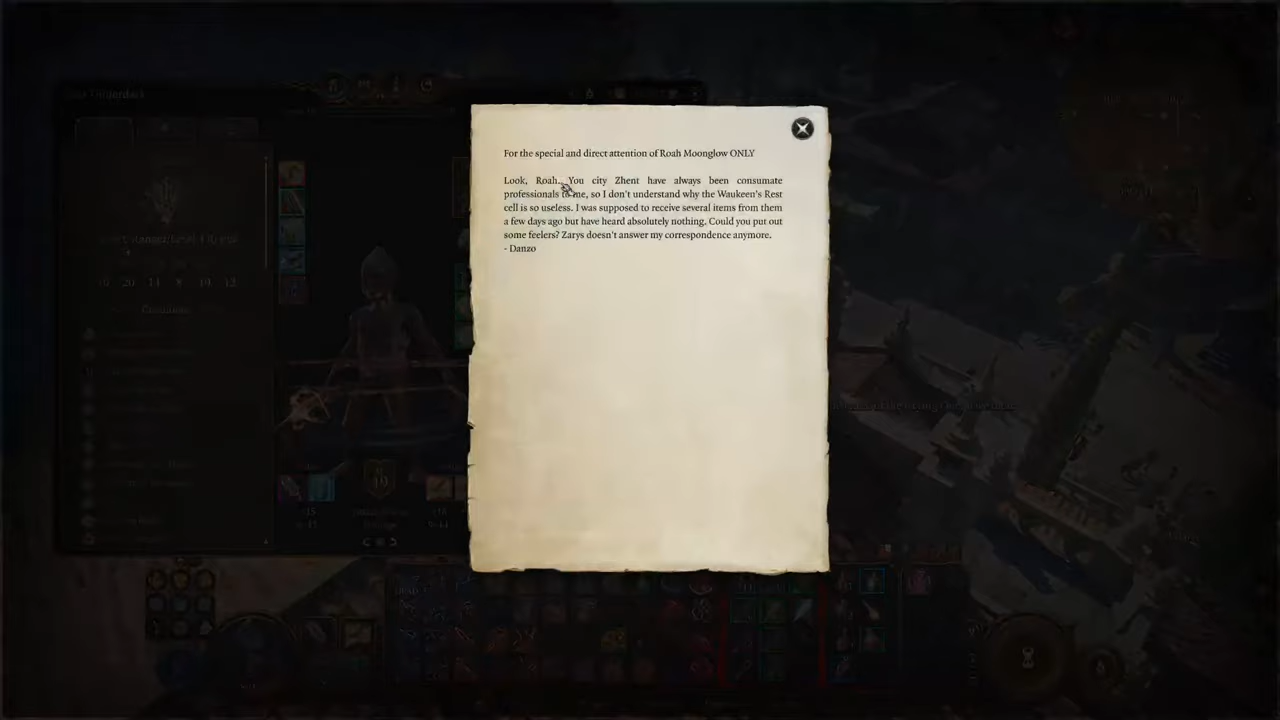 For the special and direct attention of Roah Moonglow ONLY
Look, Roah... You city Zhent have always been consumate
professionals to me, so I don't understand why the Waukeen's Rest
cell is so useless. I was supposed to receive several items from them
a few days ago but have heard absolutely nothing. Could you put out
some feelers? Zarys doesn't answer my correspondence anymore.
- Danzo